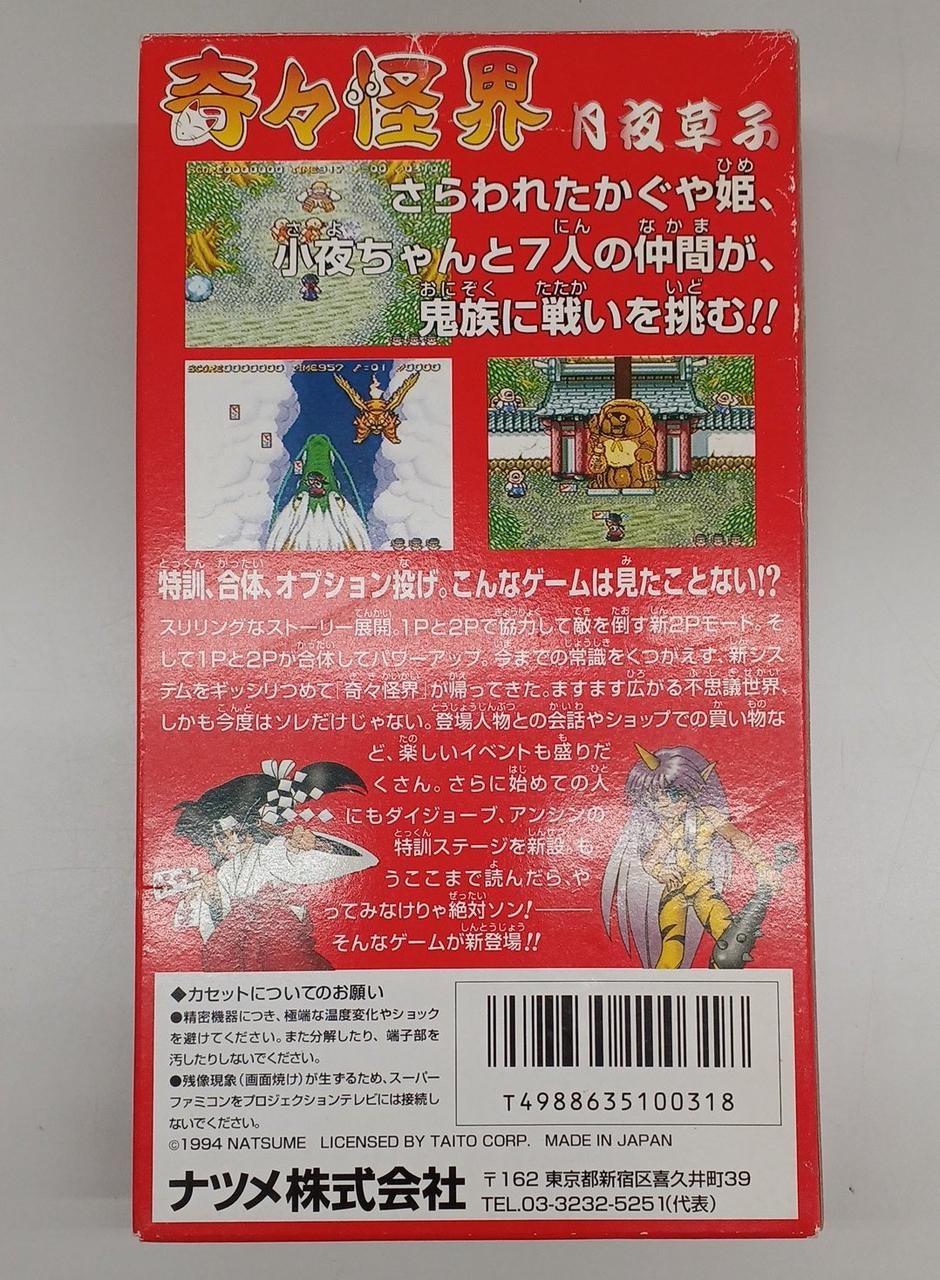 奇々怪界 月夜草子
さらわれたかぐや姫、
小夜ちゃんと7人の仲間が、
鬼族に戦いを挑む!!
SCORE0000000 TIME957 01 0000
特訓、合体、オプション投げ。こんなゲームは見たことない!?
スリリングなストーリー展開。1Pと2Pで協力して敵を倒す新2Pモード。そ
して1Pと2Pが合体してパワーアップ。今までの常識をくつがえす、新シス
テムをギッシリつめて「奇々怪界」が帰ってきた。ますます広がる不思議世界、
しかも今度はソレだけじゃない。登場人物との会話やショップでの買い物な
ど、楽しいイベントも盛りだ
くさん。さらに始めての人
にもダイジョーブ、アンシンの
特訓ステージを新設。も
うここまで読んだら、や
ってみなけりゃ絶対ソン!――
そんなゲームが新登場!!
◆カセットについてのお願い
●精密機器につき、極端な温度変化やショック
を避けてください。また分解したり、端子部を
汚したりしないでください。
●残像現象(画面焼け)が生ずるため、スーパー
ファミコンをプロジェクションテレビには接続し
ないでください。
T4988635100318
©1994 NATSUME LICENSED BY TAITO CORP. MADE IN JAPAN
ナツメ株式会社
〒162 東京都新宿区喜久井町39
TEL.03-3232-5251(代表)